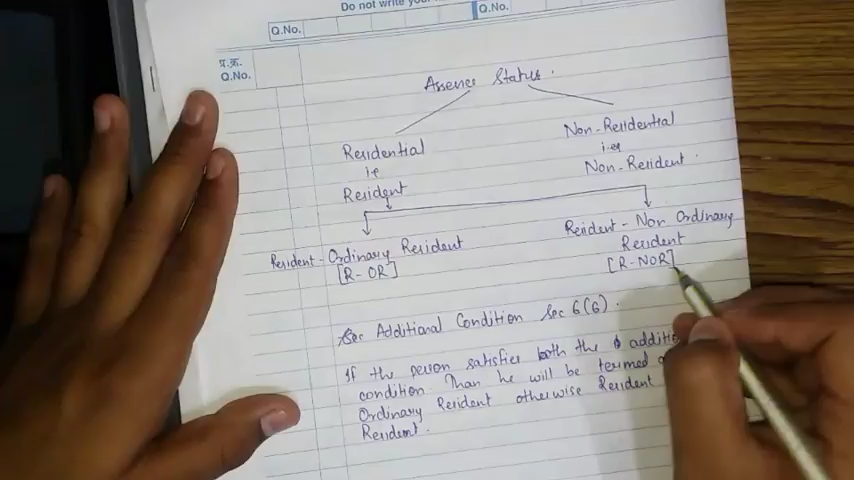 Do not write your
Q.No.
Q.No.
प्र.क्र.
Q.No.
Assesee Status.
Residential
i.e
Resident
Non-Residential
i.e
Non-Resident.
Resident-Ordinary Resident
[R-OR]
Resident-Non Ordinary
Resident
[R-NOR]
Additional Condition Sec 6(6).
If the person satisfies both the additio
condition. Than he will be termed
Ordinary Resident otherwise Resident
Resident.